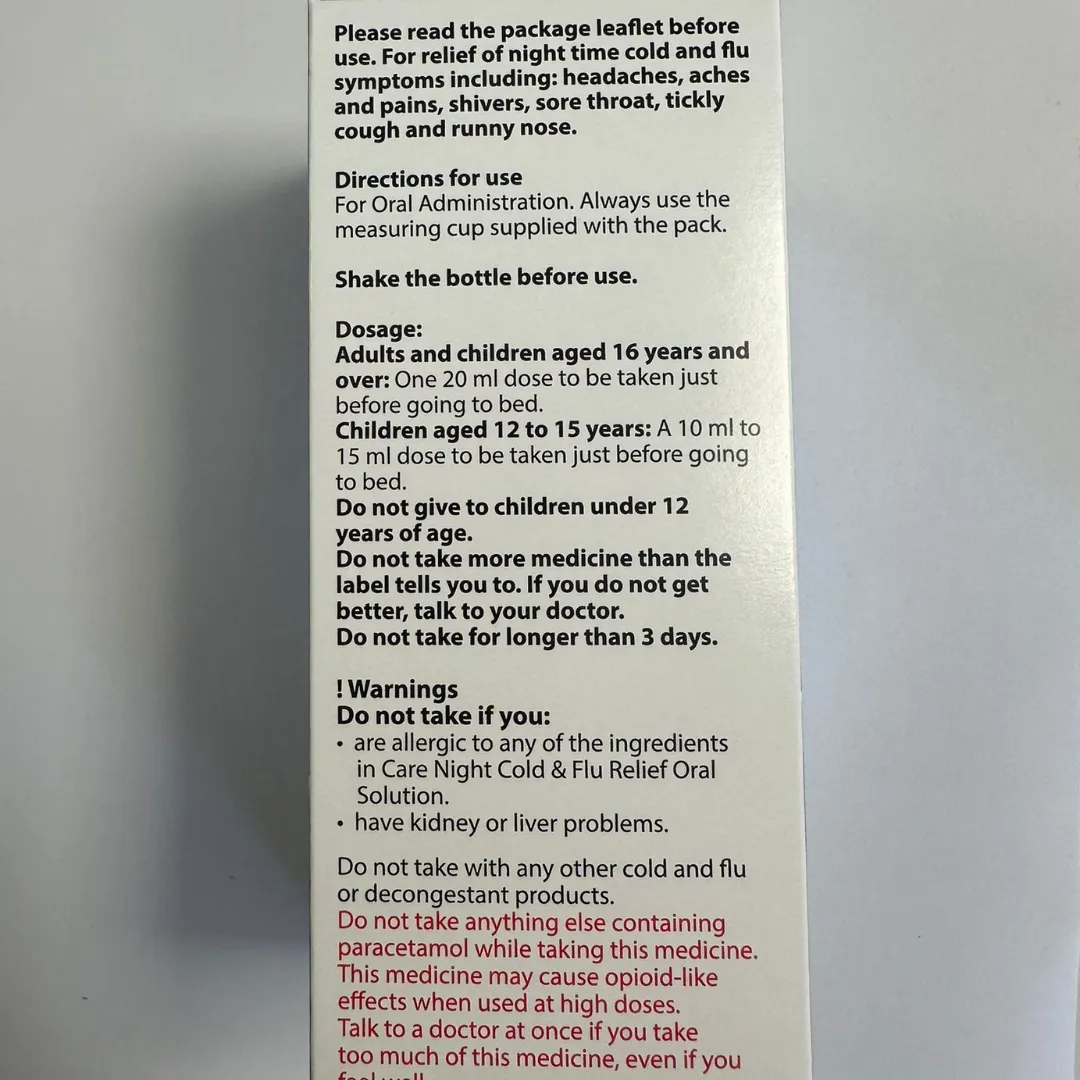 Please read the package leaflet before
use. For relief of night time cold and flu
symptoms including: headaches, aches
and pains, shivers, sore throat, tickly
cough and runny nose.
Directions for use
For Oral Administration. Always use the
measuring cup supplied with the pack.
Shake the bottle before use.
Dosage:
Adults and children aged 16 years and
over: One 20 ml dose to be taken just
before going to bed.
Children aged 12 to 15 years: A 10 ml to
15 ml dose to be taken just before going
to bed.
Do not give to children under 12
years of age.
Do not take more medicine than the
label tells you to. If you do not get
better, talk to your doctor.
Do not take for longer than 3 days.
! Warnings
Do not take if you:
• are allergic to any of the ingredients
in Care Night Cold & Flu Relief Oral
Solution.
• have kidney or liver problems.
Do not take with any other cold and flu
or decongestant products.
Do not take anything else containing
paracetamol while taking this medicine.
This medicine may cause opioid-like
effects when used at high doses.
Talk to a doctor at once if you take
too much of this medicine, even if you